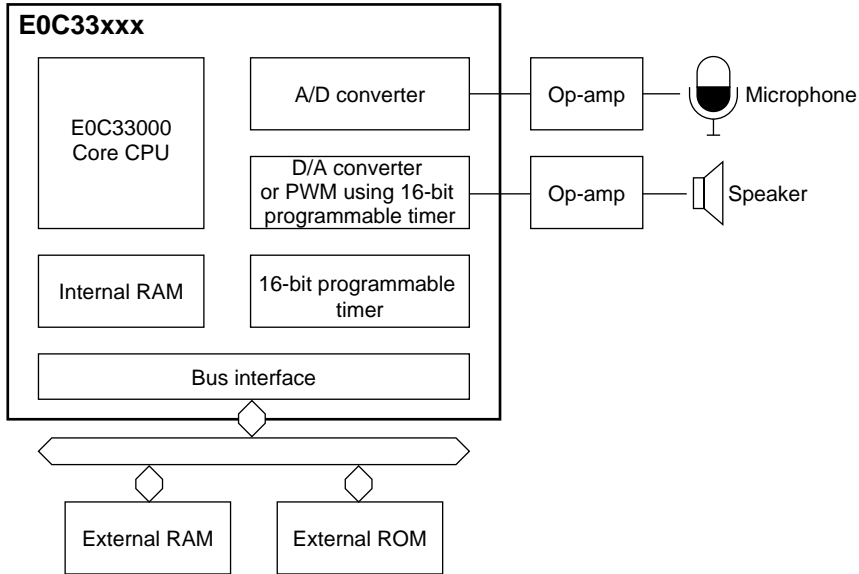 E0C33xxx
E0C33000
Core CPU
A/D converter
Op-amp
Microphone
D/A converter
or PWM using 16-bit
programmable timer
Op-amp
Speaker
Internal RAM
16-bit programmable
timer
Bus interface
External RAM
External ROM